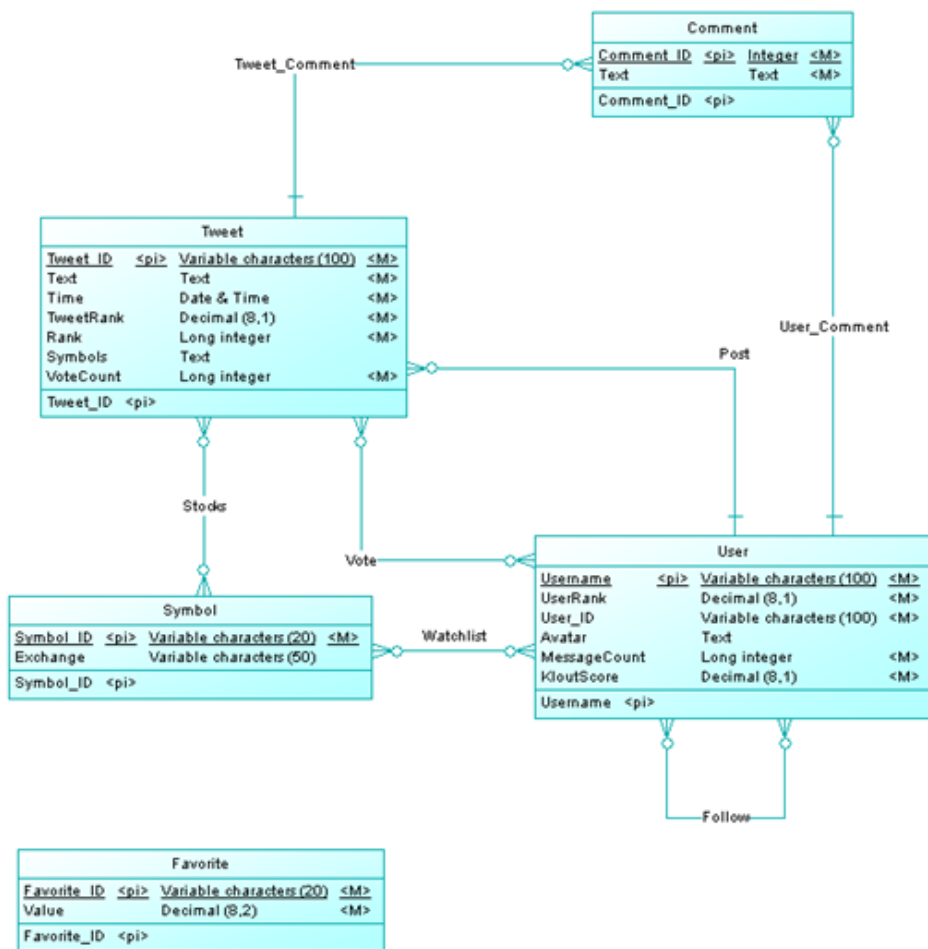 Comment
Comment_ID <pi> Integer <M>
Text Text <M>
Comment_ID <pi>
Tweet_Comment
Tweet
Tweet_ID <pi> Variable characters (100) <M>
Text Text <M>
Time Date & Time <M>
TweetRank Decimal (8,1) <M>
Rank Long integer <M>
Symbols Text
VoteCount Long integer <M>
Tweet_ID <pi>
User_Comment
Post
Stocks
Vote
User
Username <pi> Variable characters (100) <M>
UserRank Decimal (8,1) <M>
User_ID Variable characters (100) <M>
Avatar Text
MessageCount Long integer <M>
KloutScore Decimal (8,1) <M>
Username <pi>
Symbol
Symbol_ID <pi> Variable characters (20) <M>
Exchange Variable characters (50)
Symbol_ID <pi>
Watchlist
Follow
Favorite
Favorite_ID <pi> Variable characters (20) <M>
Value Decimal (8,2) <M>
Favorite_ID <pi>